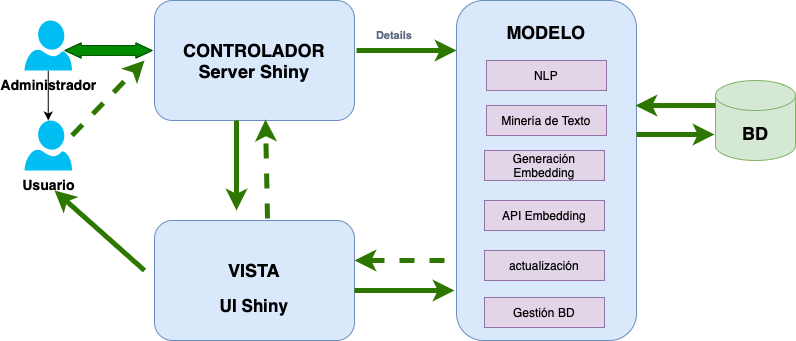 Administrador
Usuario
CONTROLADOR
Server Shiny
Details
VISTA
UI Shiny
MODELO
NLP
Minería de Texto
Generación
Embedding
API Embedding
actualización
Gestión BD
BD